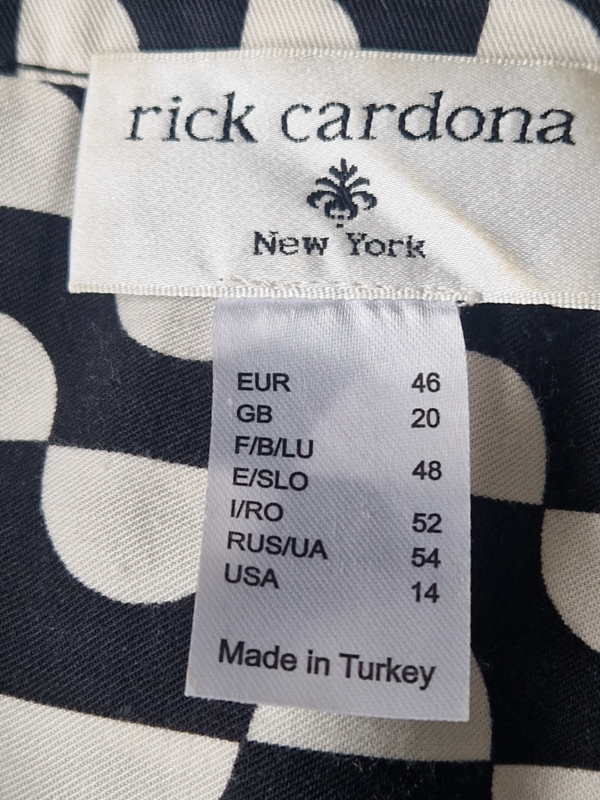 rick cardona
New York
EUR 46
GB 20
F/B/LU
E/SLO 48
I/RO 52
RUS/UA 54
USA 14
Made in Turkey